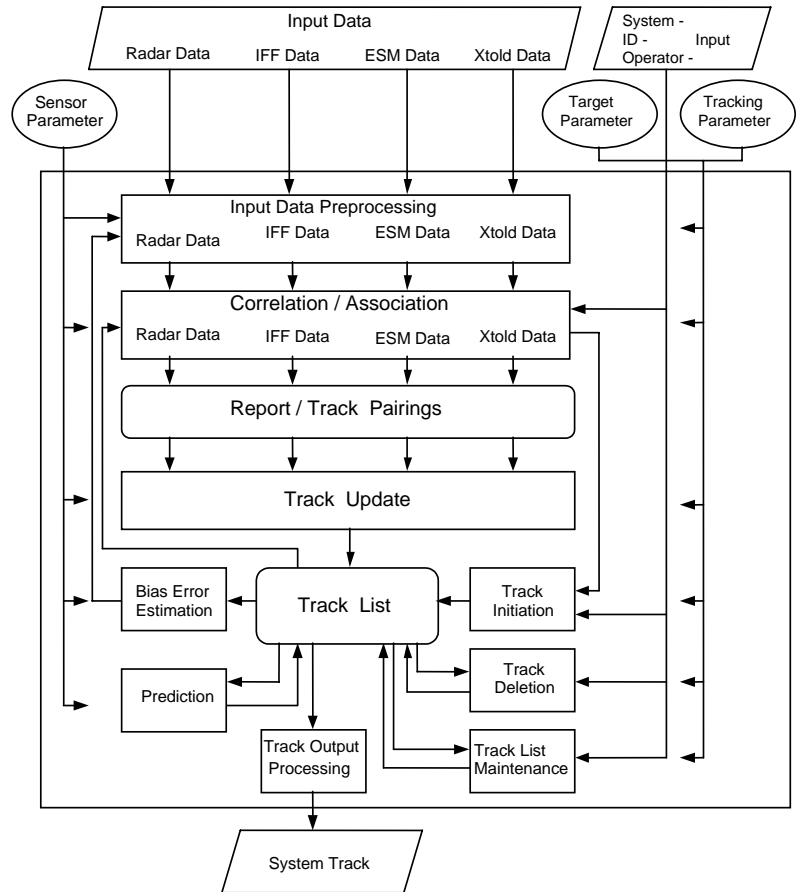 Input Data
Radar Data IFF Data ESM Data Xtold Data
System -
ID - Input
Operator -
Sensor
Parameter
Target
Parameter
Tracking
Parameter
Input Data Preprocessing
Radar Data IFF Data ESM Data Xtold Data
Correlation / Association
Radar Data IFF Data ESM Data Xtold Data
Report / Track Pairings
Track Update
Bias Error
Estimation
Track List
Track
Initiation
Prediction
Track
Deletion
Track Output
Processing
Track List
Maintenance
System Track